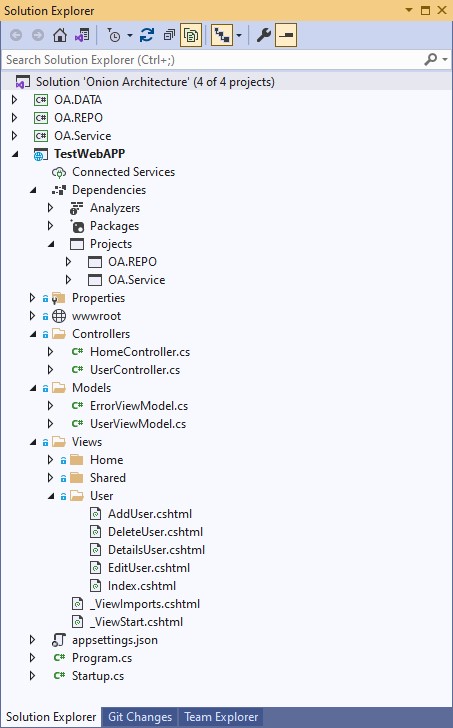 Solution Explorer
Search Solution Explorer (Ctrl+;)
Solution 'Onion Architecture' (4 of 4 projects)
C# OA.DATA
C# OA.REPO
C# OA.Service
TestWebAPP
Connected Services
Dependencies
Analyzers
Packages
Projects
OA.REPO
OA.Service
Properties
wwwroot
Controllers
C# HomeController.cs
C# UserController.cs
Models
C# ErrorViewModel.cs
C# UserViewModel.cs
Views
Home
Shared
User
AddUser.cshtml
DeleteUser.cshtml
DetailsUser.cshtml
EditUser.cshtml
Index.cshtml
_ViewImports.cshtml
_ViewStart.cshtml
appsettings.json
C# Program.cs
C# Startup.cs
Solution Explorer Git Changes Team Explorer